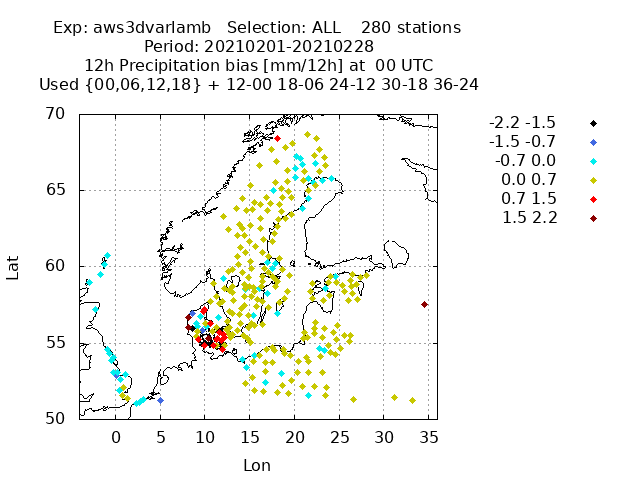 Exp: aws3dvarlamb   Selection: ALL    280 stations
Period: 20210201-20210228
12h Precipitation bias [mm/12h] at  00 UTC
Used {00,06,12,18} + 12-00 18-06 24-12 30-18 36-24
-2.2 -1.5
-1.5 -0.7
-0.7 0.0
0.0 0.7
0.7 1.5
1.5 2.2
70
65
60
55
50
Lat
0 5 10 15 20 25 30 35
Lon